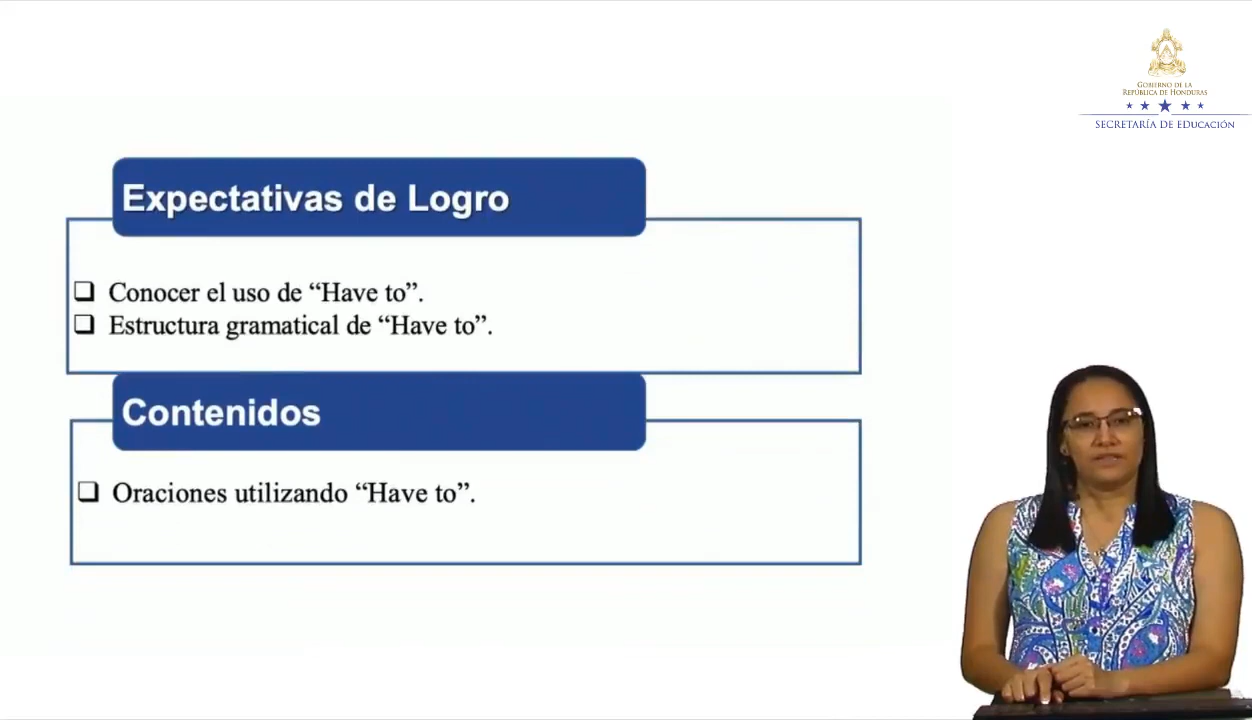 GOBIERNO DE LA
REPÚBLICA DE HONDURAS
SECRETARÍA DE EDUCACIÓN
Expectativas de Logro
❑ Conocer el uso de “Have to”.
❑ Estructura gramatical de “Have to”.
Contenidos
❑ Oraciones utilizando “Have to”.